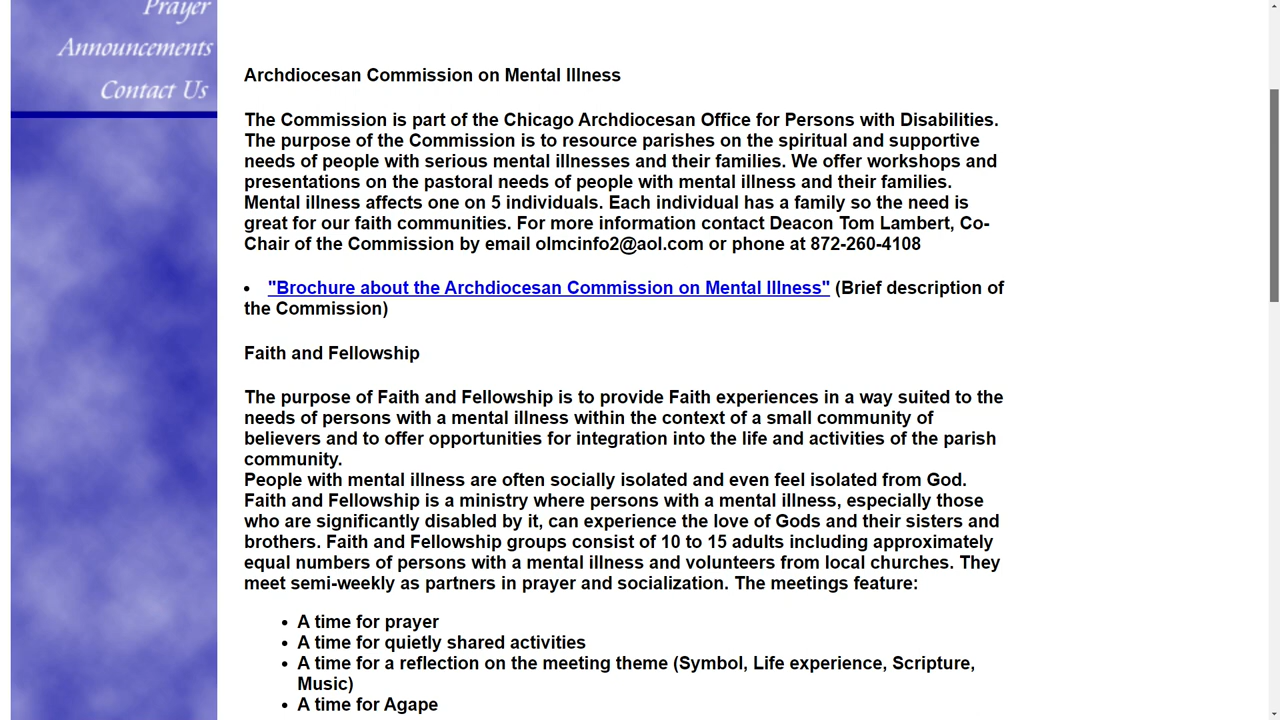 Prayer
Announcements
Contact Us
Archdiocesan Commission on Mental Illness
The Commission is part of the Chicago Archdiocesan Office for Persons with Disabilities.
The purpose of the Commission is to resource parishes on the spiritual and supportive
needs of people with serious mental illnesses and their families. We offer workshops and
presentations on the pastoral needs of people with mental illness and their families.
Mental illness affects one on 5 individuals. Each individual has a family so the need is
great for our faith communities. For more information contact Deacon Tom Lambert, Co-
Chair of the Commission by email olmcinfo2@aol.com or phone at 872-260-4108
• "Brochure about the Archdiocesan Commission on Mental Illness" (Brief description of
the Commission)
Faith and Fellowship
The purpose of Faith and Fellowship is to provide Faith experiences in a way suited to the
needs of persons with a mental illness within the context of a small community of
believers and to offer opportunities for integration into the life and activities of the parish
community.
People with mental illness are often socially isolated and even feel isolated from God.
Faith and Fellowship is a ministry where persons with a mental illness, especially those
who are significantly disabled by it, can experience the love of Gods and their sisters and
brothers. Faith and Fellowship groups consist of 10 to 15 adults including approximately
equal numbers of persons with a mental illness and volunteers from local churches. They
meet semi-weekly as partners in prayer and socialization. The meetings feature:
• A time for prayer
• A time for quietly shared activities
• A time for a reflection on the meeting theme (Symbol, Life experience, Scripture,
Music)
• A time for Agape